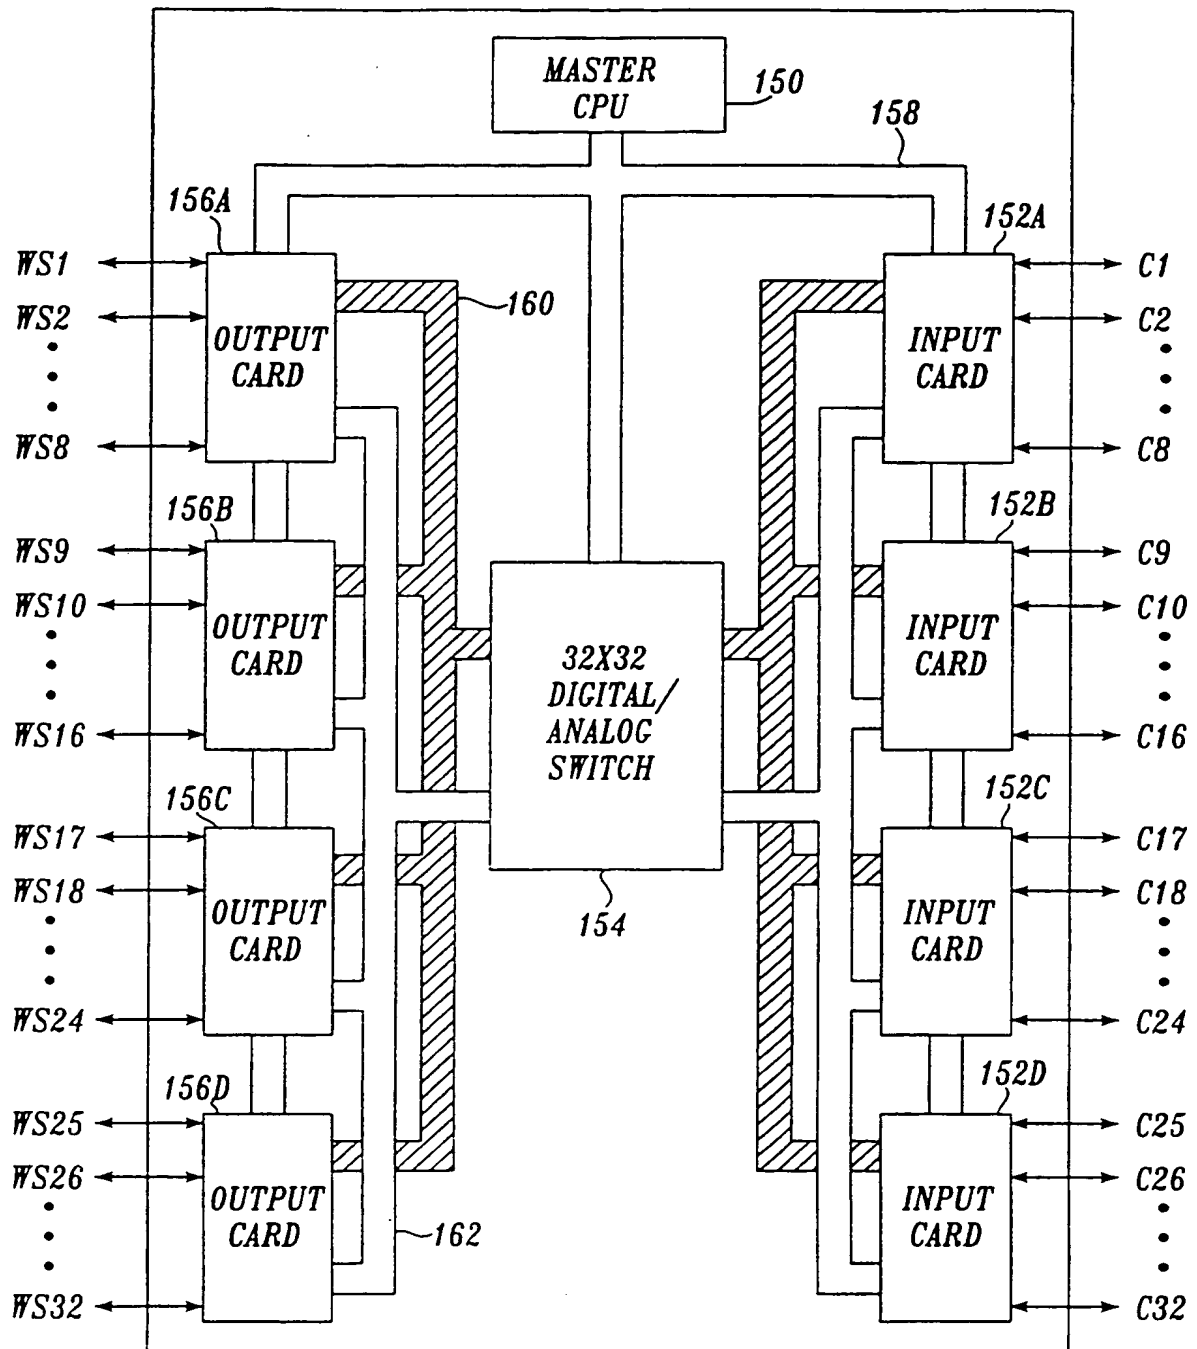 MASTER
CPU
150
158
156A
152A
WS1
C1
WS2
160
C2
OUTPUT
CARD
INPUT
CARD
WS8
C8
156B
152B
WS9
C9
WS10
C10
OUTPUT
CARD
32X32
DIGITAL/
ANALOG
SWITCH
INPUT
CARD
WS16
C16
156C
152C
WS17
C17
WS18
C18
OUTPUT
CARD
154
INPUT
CARD
WS24
C24
156D
152D
WS25
C25
WS26
C26
OUTPUT
CARD
162
INPUT
CARD
WS32
C32